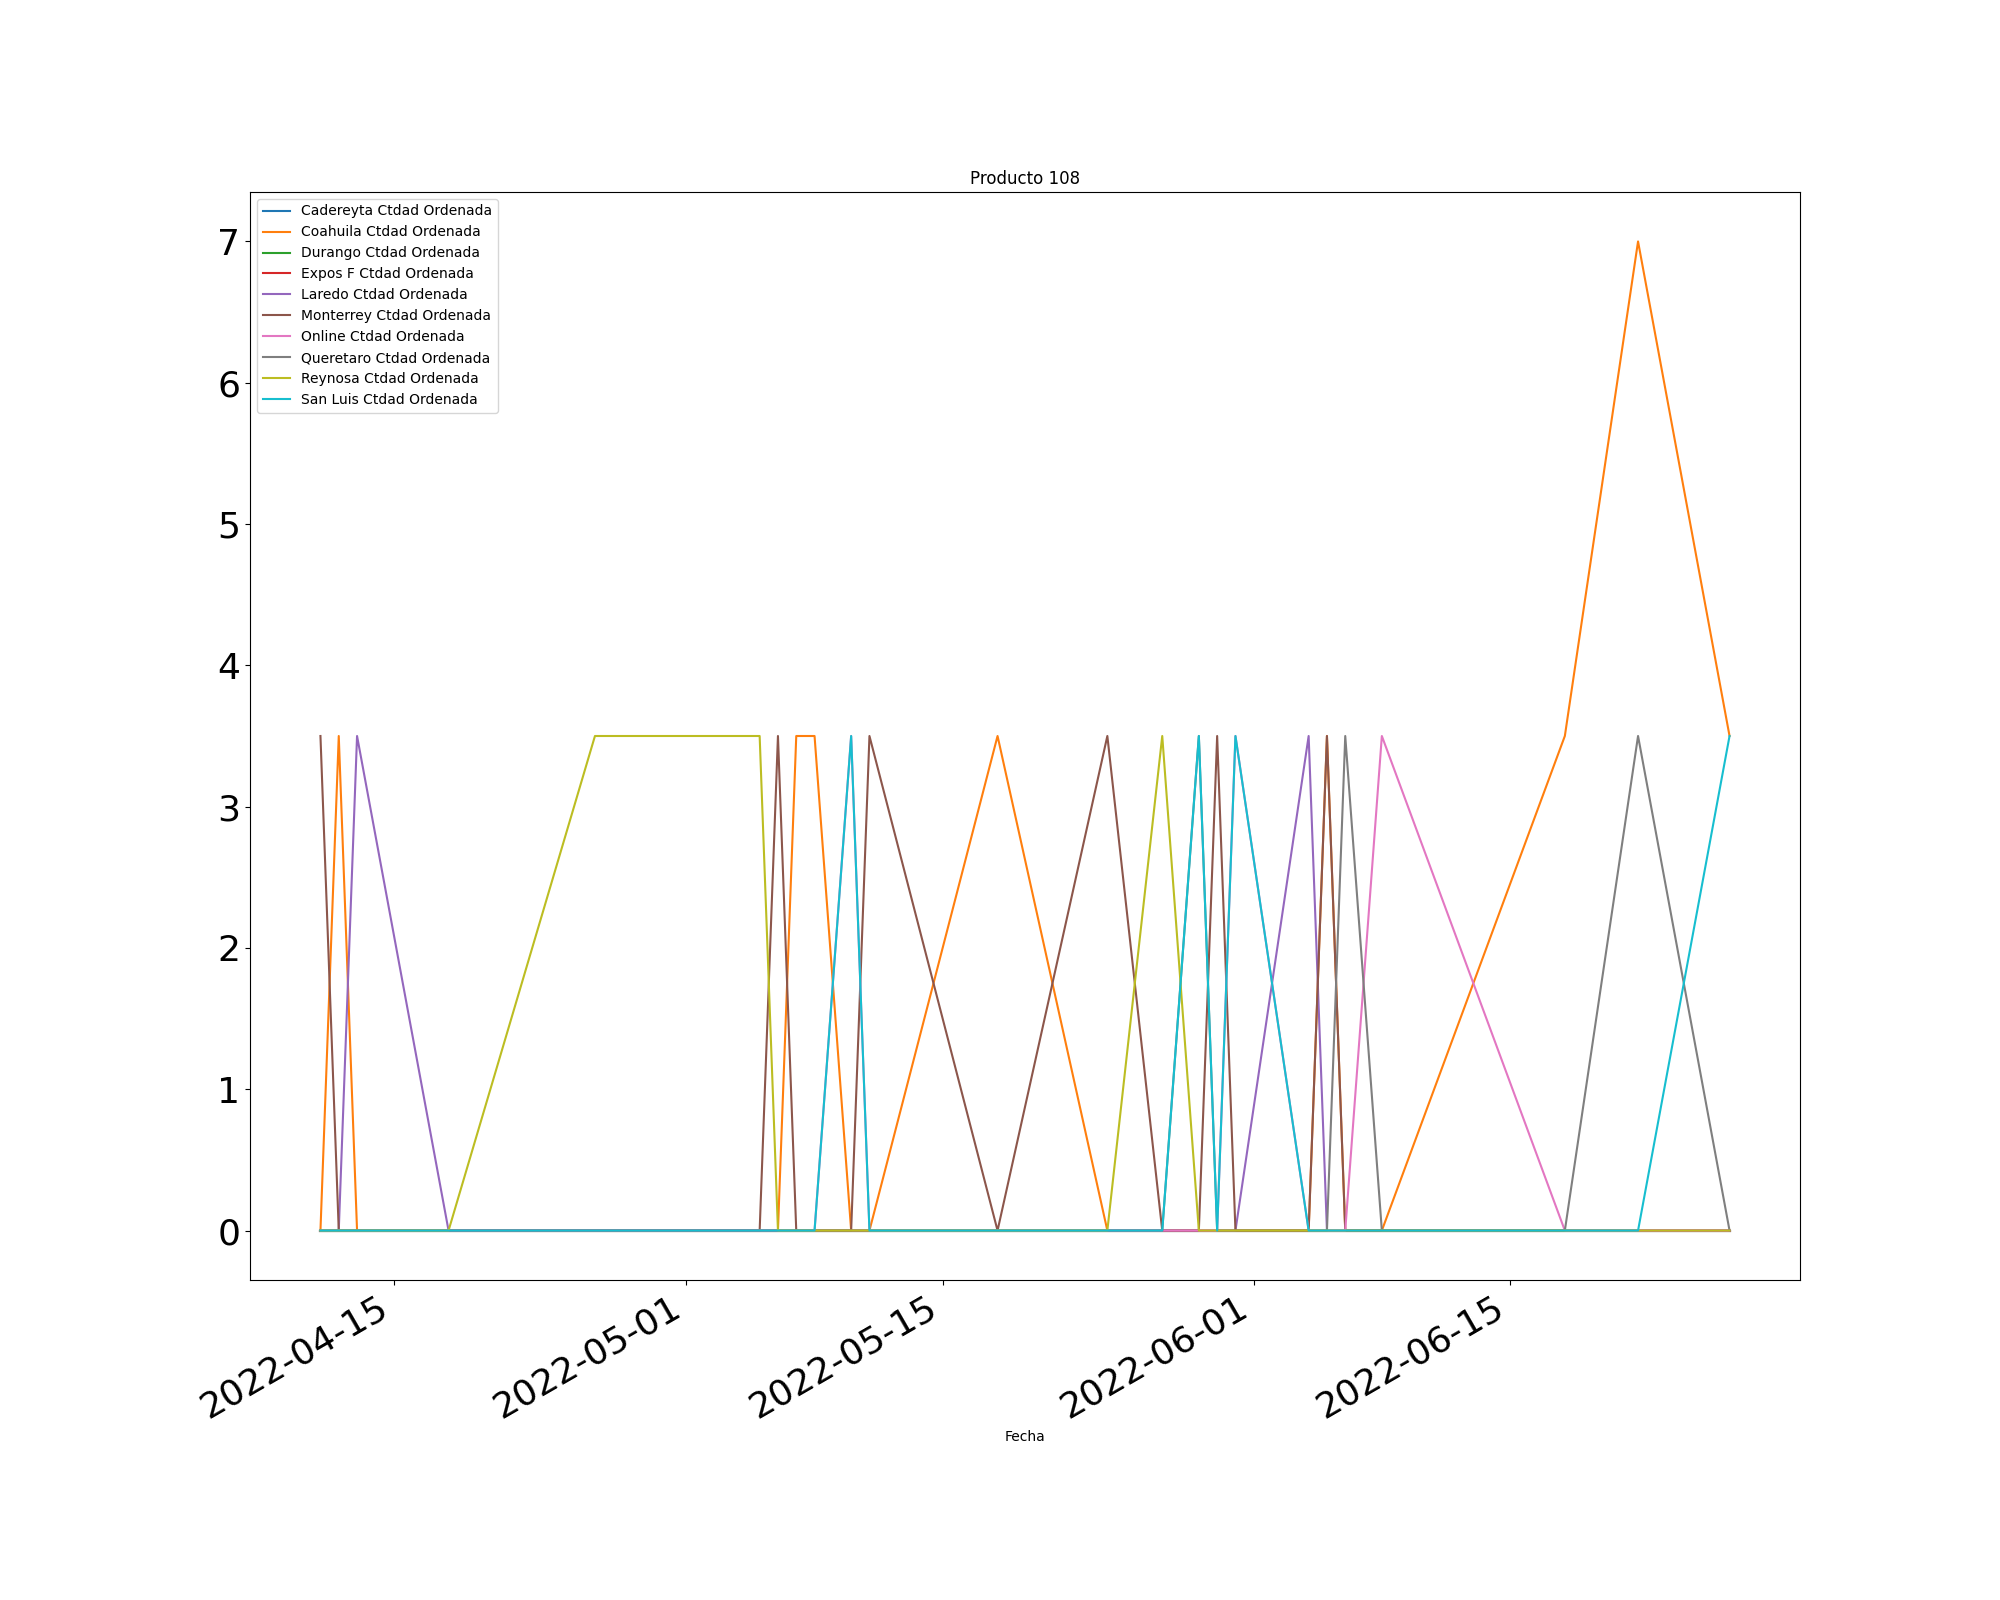 Producto 108
Cadereyta Ctdad Ordenada
Coahuila Ctdad Ordenada
Durango Ctdad Ordenada
Expos F Ctdad Ordenada
Laredo Ctdad Ordenada
Monterrey Ctdad Ordenada
Online Ctdad Ordenada
Queretaro Ctdad Ordenada
Reynosa Ctdad Ordenada
San Luis Ctdad Ordenada
7
6
5
4
3
2
1
0
2022-04-15
2022-05-01
2022-05-15
2022-06-01
2022-06-15
Fecha